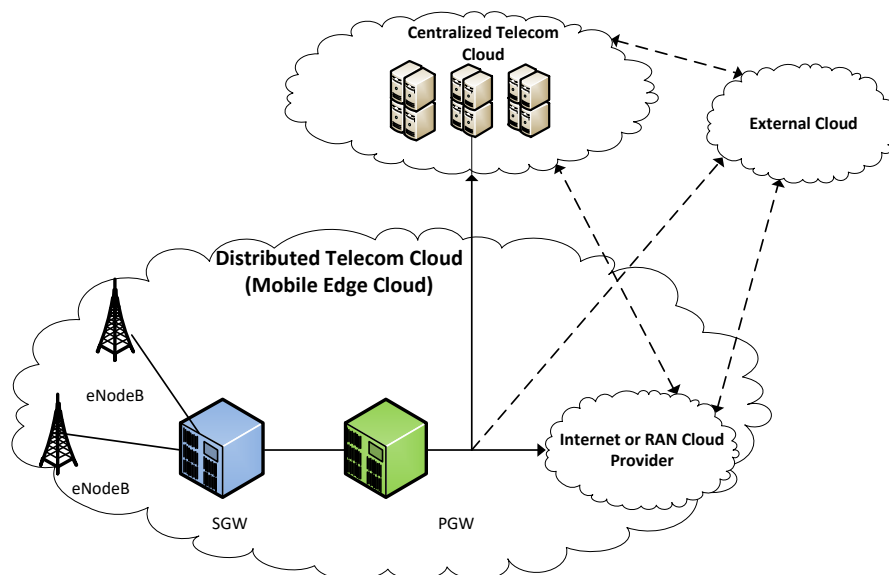 Centralized Telecom
Cloud
External Cloud
Distributed Telecom Cloud
(Mobile Edge Cloud)
eNodeB
Internet or RAN Cloud
Provider
eNodeB
SGW
PGW